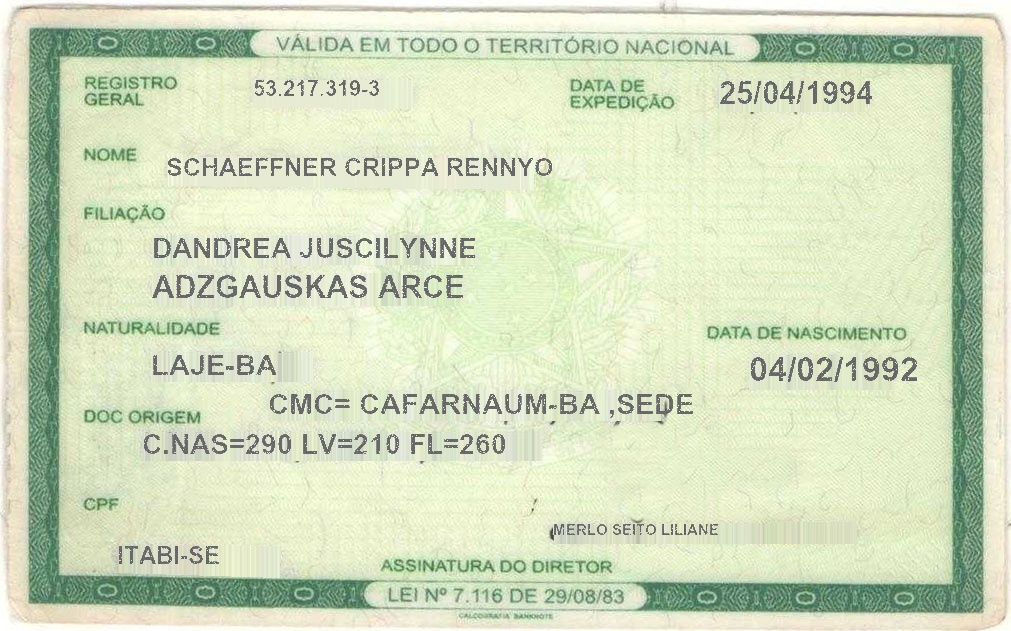 VÁLIDA EM TODO O TERRITÓRIO NACIONAL
REGISTRO GERAL 53.217.319-3 DATA DE EXPEDIÇÃO 25/04/1994
NOME SCHAEFFNER CRIPPA RENNYO
FILIAÇÃO
DANDREA JUSCILYNNE
ADZGAUSKAS ARCE
NATURALIDADE DATA DE NASCIMENTO
LAJE-BA 04/02/1992
CMC= CAFARNAUM-BA ,SEDE
DOC ORIGEM
C.NAS=290 LV=210 FL=260
CPF
MERLO SEITO LILIANE
ITABI-SE
ASSINATURA DO DIRETOR
LEI Nº 7.116 DE 29/08/83
CALCOGRAFIA BANKNOTE